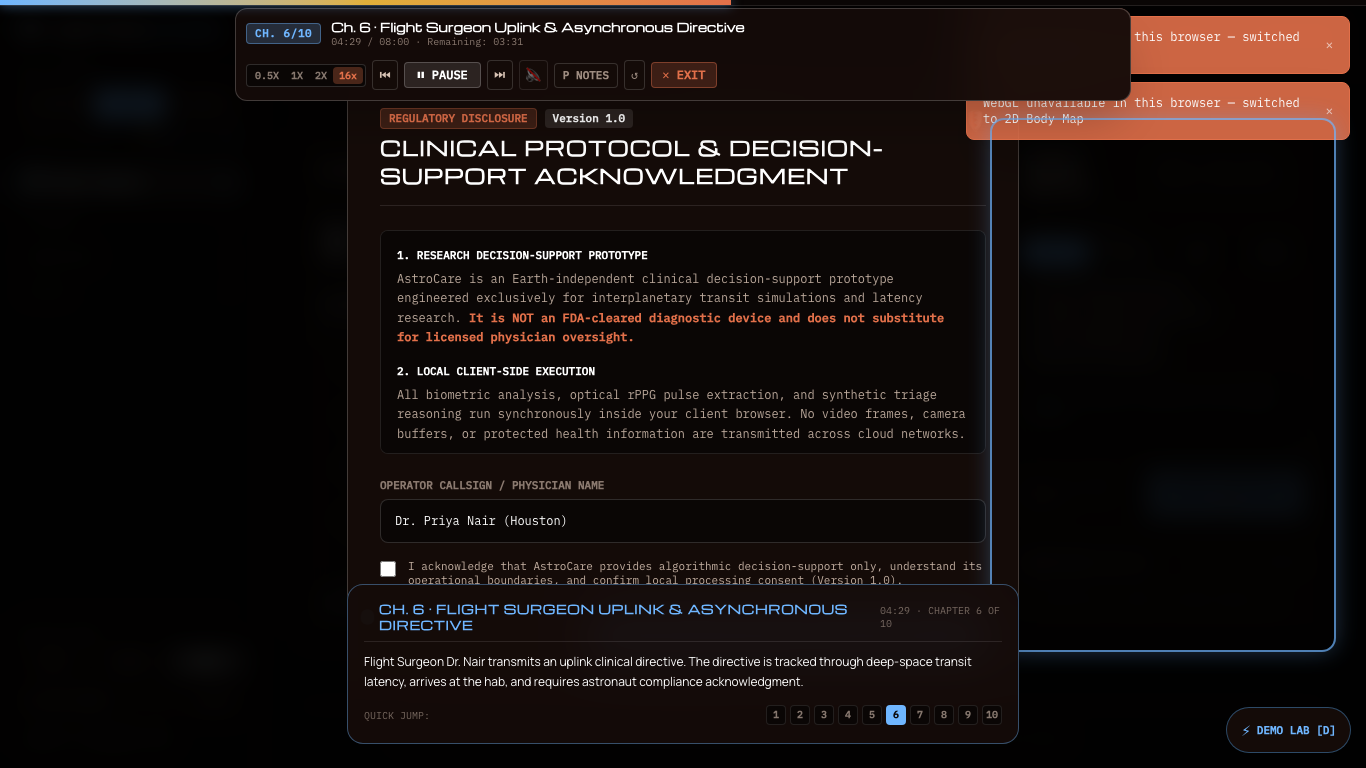 CH. 6/10
Ch. 6 · Flight Surgeon Uplink & Asynchronous Directive
04:29 / 08:00 · Remaining: 03:31
0.5X 1X 2X 16x
⏮ ⏸ PAUSE ⏭ P NOTES ↺ ✕ EXIT
this browser — switched
×
WebGL unavailable in this browser — switched
to 2D Body Map
×
REGULATORY DISCLOSURE Version 1.0
CLINICAL PROTOCOL & DECISION-
SUPPORT ACKNOWLEDGMENT
1. RESEARCH DECISION-SUPPORT PROTOTYPE
AstroCare is an Earth-independent clinical decision-support prototype
engineered exclusively for interplanetary transit simulations and latency
research. It is NOT an FDA-cleared diagnostic device and does not substitute
for licensed physician oversight.
2. LOCAL CLIENT-SIDE EXECUTION
All biometric analysis, optical rPPG pulse extraction, and synthetic triage
reasoning run synchronously inside your client browser. No video frames, camera
buffers, or protected health information are transmitted across cloud networks.
OPERATOR CALLSIGN / PHYSICIAN NAME
Dr. Priya Nair (Houston)
I acknowledge that AstroCare provides algorithmic decision-support only, understand its
operational boundaries, and confirm local processing consent (Version 1.0).
CH. 6 · FLIGHT SURGEON UPLINK & ASYNCHRONOUS
DIRECTIVE
04:29 · CHAPTER 6 OF
10
Flight Surgeon Dr. Nair transmits an uplink clinical directive. The directive is tracked through deep-space transit
latency, arrives at the hab, and requires astronaut compliance acknowledgment.
QUICK JUMP:
1 2 3 4 5 6 7 8 9 10
⚡ DEMO LAB [D]